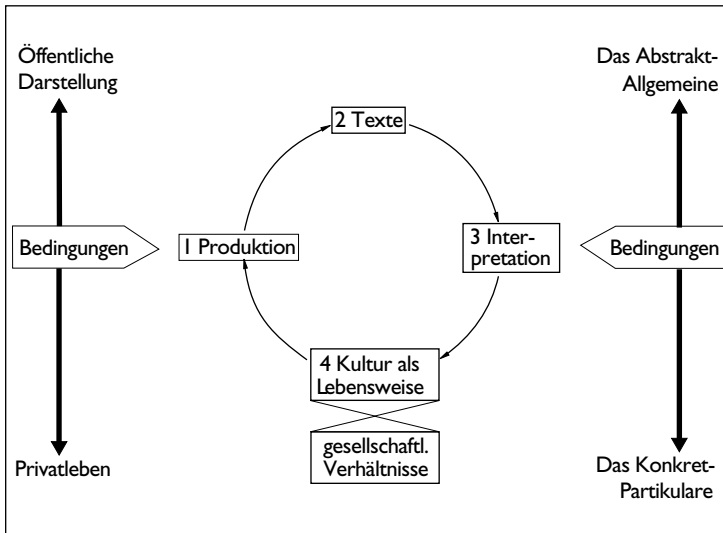 Öffentliche
Darstellung
Das Abstrakt-
Allgemeine
2 Texte
Bedingungen
1 Produktion
3 Inter-
pretation
Bedingungen
4 Kultur als
Lebensweise
gesellschaftl.
Verhältnisse
Privatleben
Das Konkret-
Partikulare